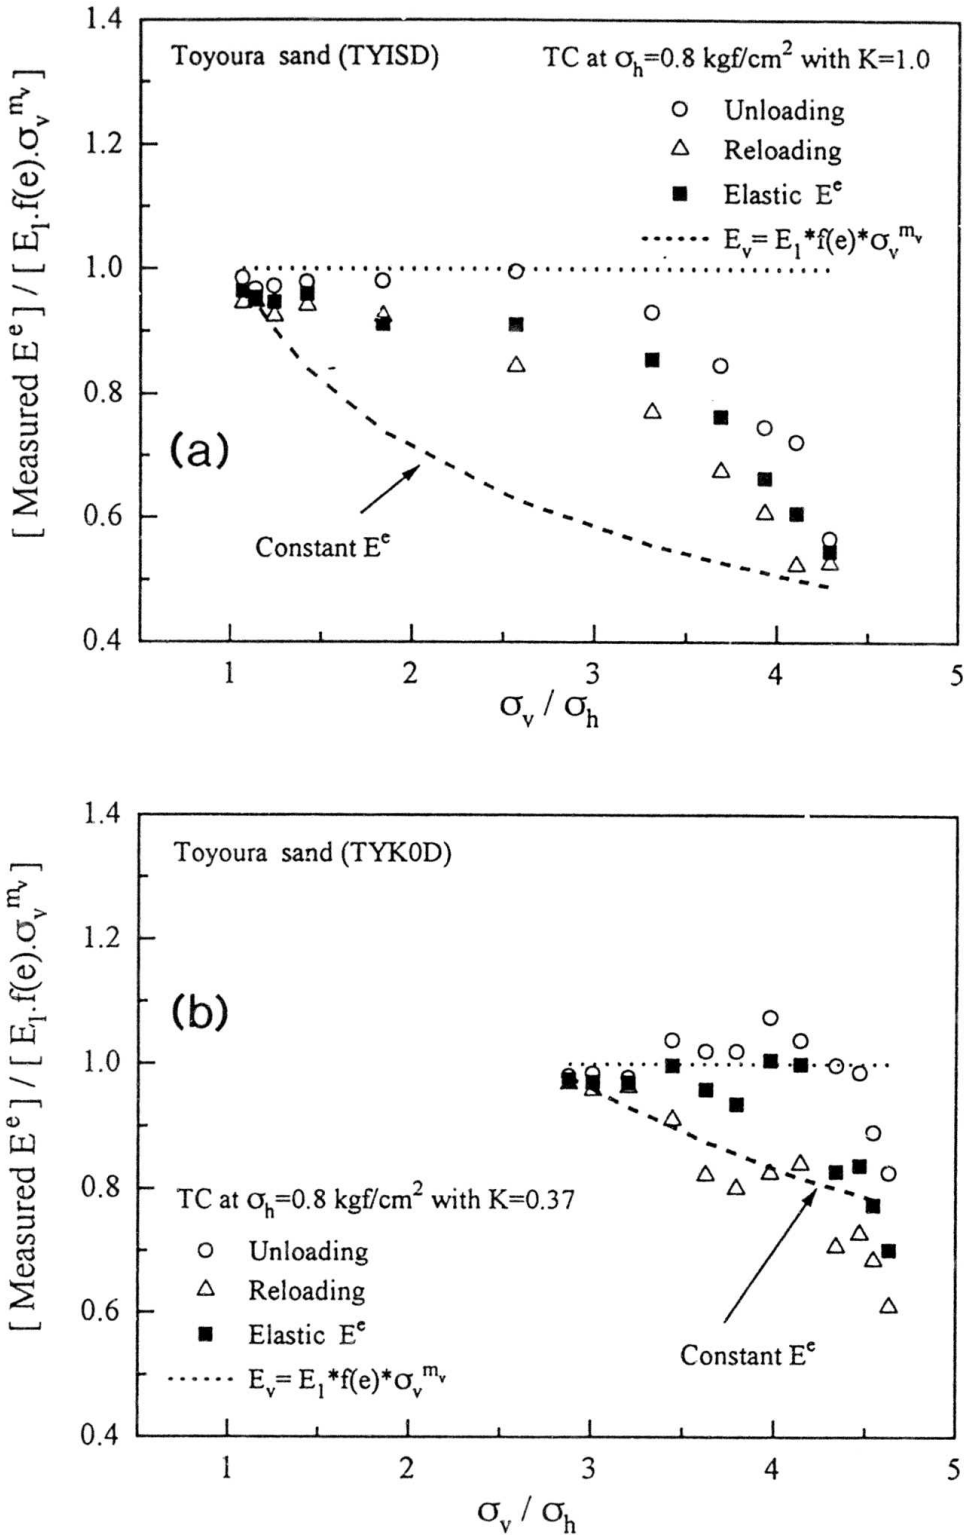 [ Measured Eᵉ ] / [ E₁.f(e).σᵥ^mᵥ ]
1.4
1.2
1.0
0.8
0.6
0.4
Toyoura sand (TYISD)
TC at σₕ=0.8 kgf/cm² with K=1.0
Unloading
Reloading
Elastic Eᵉ
Eᵥ= E₁*f(e)*σᵥ^mᵥ
(a)
Constant Eᵉ
1 2 3 4 5
σᵥ / σₕ
[ Measured Eᵉ ] / [ E₁.f(e).σᵥ^mᵥ ]
1.4
1.2
1.0
0.8
0.6
0.4
Toyoura sand (TYK0D)
(b)
TC at σₕ=0.8 kgf/cm² with K=0.37
Unloading
Reloading
Elastic Eᵉ
Eᵥ= E₁*f(e)*σᵥ^mᵥ
Constant Eᵉ
1 2 3 4 5
σᵥ / σₕ